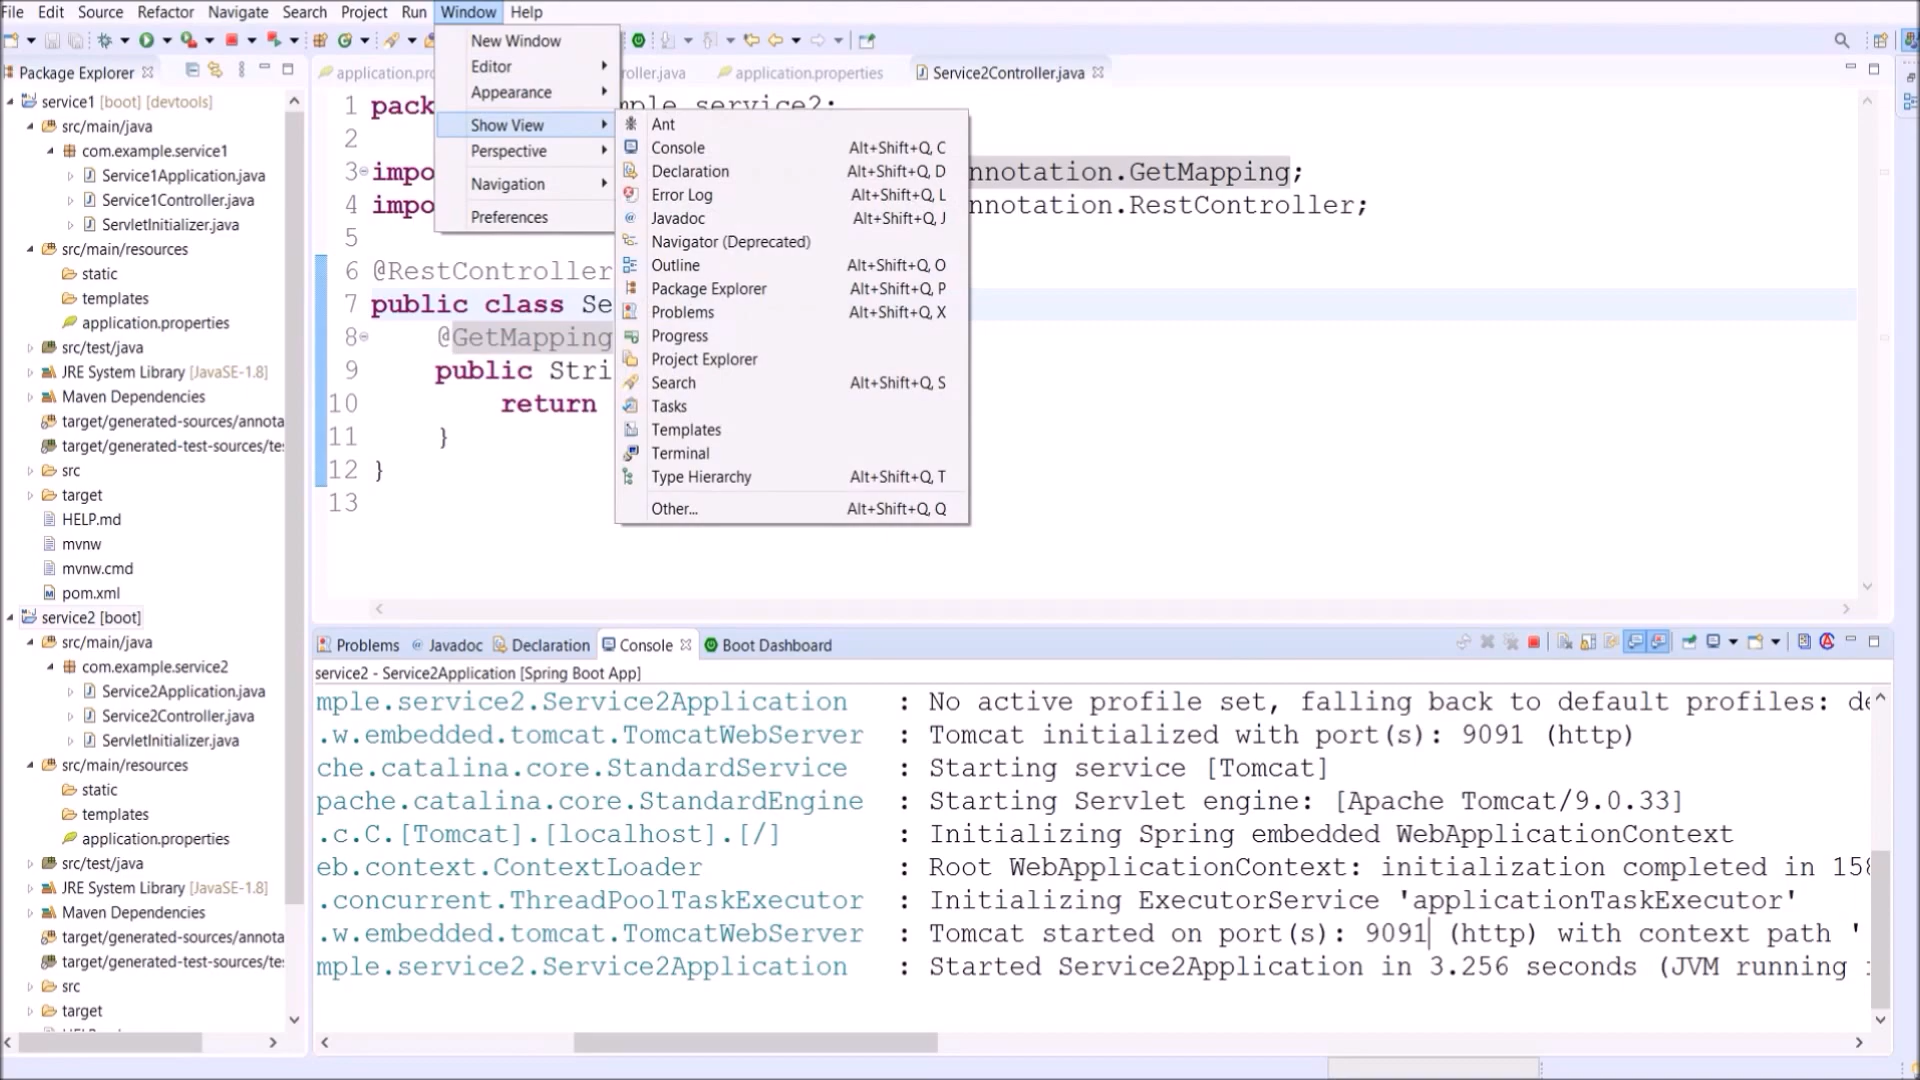 File Edit Source Refactor Navigate Search Project Run Window Help
New Window
Editor
Appearance
Show View
Perspective
Navigation
Preferences
Ant
Console Alt+Shift+Q, C
Declaration Alt+Shift+Q, D
Error Log Alt+Shift+Q, L
Javadoc Alt+Shift+Q, J
Navigator (Deprecated)
Outline Alt+Shift+Q, O
Package Explorer Alt+Shift+Q, P
Problems Alt+Shift+Q, X
Progress
Project Explorer
Search Alt+Shift+Q, S
Tasks
Templates
Terminal
Type Hierarchy Alt+Shift+Q, T
Other... Alt+Shift+Q, Q
Package Explorer
service1 [boot] [devtools]
src/main/java
com.example.service1
Service1Application.java
Service1Controller.java
ServletInitializer.java
src/main/resources
static
templates
application.properties
src/test/java
JRE System Library [JavaSE-1.8]
Maven Dependencies
target/generated-sources/annota
target/generated-test-sources/te
src
target
HELP.md
mvnw
mvnw.cmd
pom.xml
service2 [boot]
src/main/java
com.example.service2
Service2Application.java
Service2Controller.java
ServletInitializer.java
src/main/resources
static
templates
application.properties
src/test/java
JRE System Library [JavaSE-1.8]
Maven Dependencies
target/generated-sources/annota
target/generated-test-sources/te
src
target
application.pro roller.java application.properties Service2Controller.java
1 pack mple.service2;
2
3 impo nnotation.GetMapping;
4 impo nnotation.RestController;
5
6 @RestController
7 public class Se
8 @GetMapping
9 public Stri
10 return
11 }
12 }
13
Problems Javadoc Declaration Console Boot Dashboard
service2 - Service2Application [Spring Boot App]
mple.service2.Service2Application : No active profile set, falling back to default profiles: de
.w.embedded.tomcat.TomcatWebServer : Tomcat initialized with port(s): 9091 (http)
che.catalina.core.StandardService : Starting service [Tomcat]
pache.catalina.core.StandardEngine : Starting Servlet engine: [Apache Tomcat/9.0.33]
.c.C.[Tomcat].[localhost].[/] : Initializing Spring embedded WebApplicationContext
eb.context.ContextLoader : Root WebApplicationContext: initialization completed in 158
.concurrent.ThreadPoolTaskExecutor : Initializing ExecutorService 'applicationTaskExecutor'
.w.embedded.tomcat.TomcatWebServer : Tomcat started on port(s): 9091 (http) with context path '
mple.service2.Service2Application : Started Service2Application in 3.256 seconds (JVM running